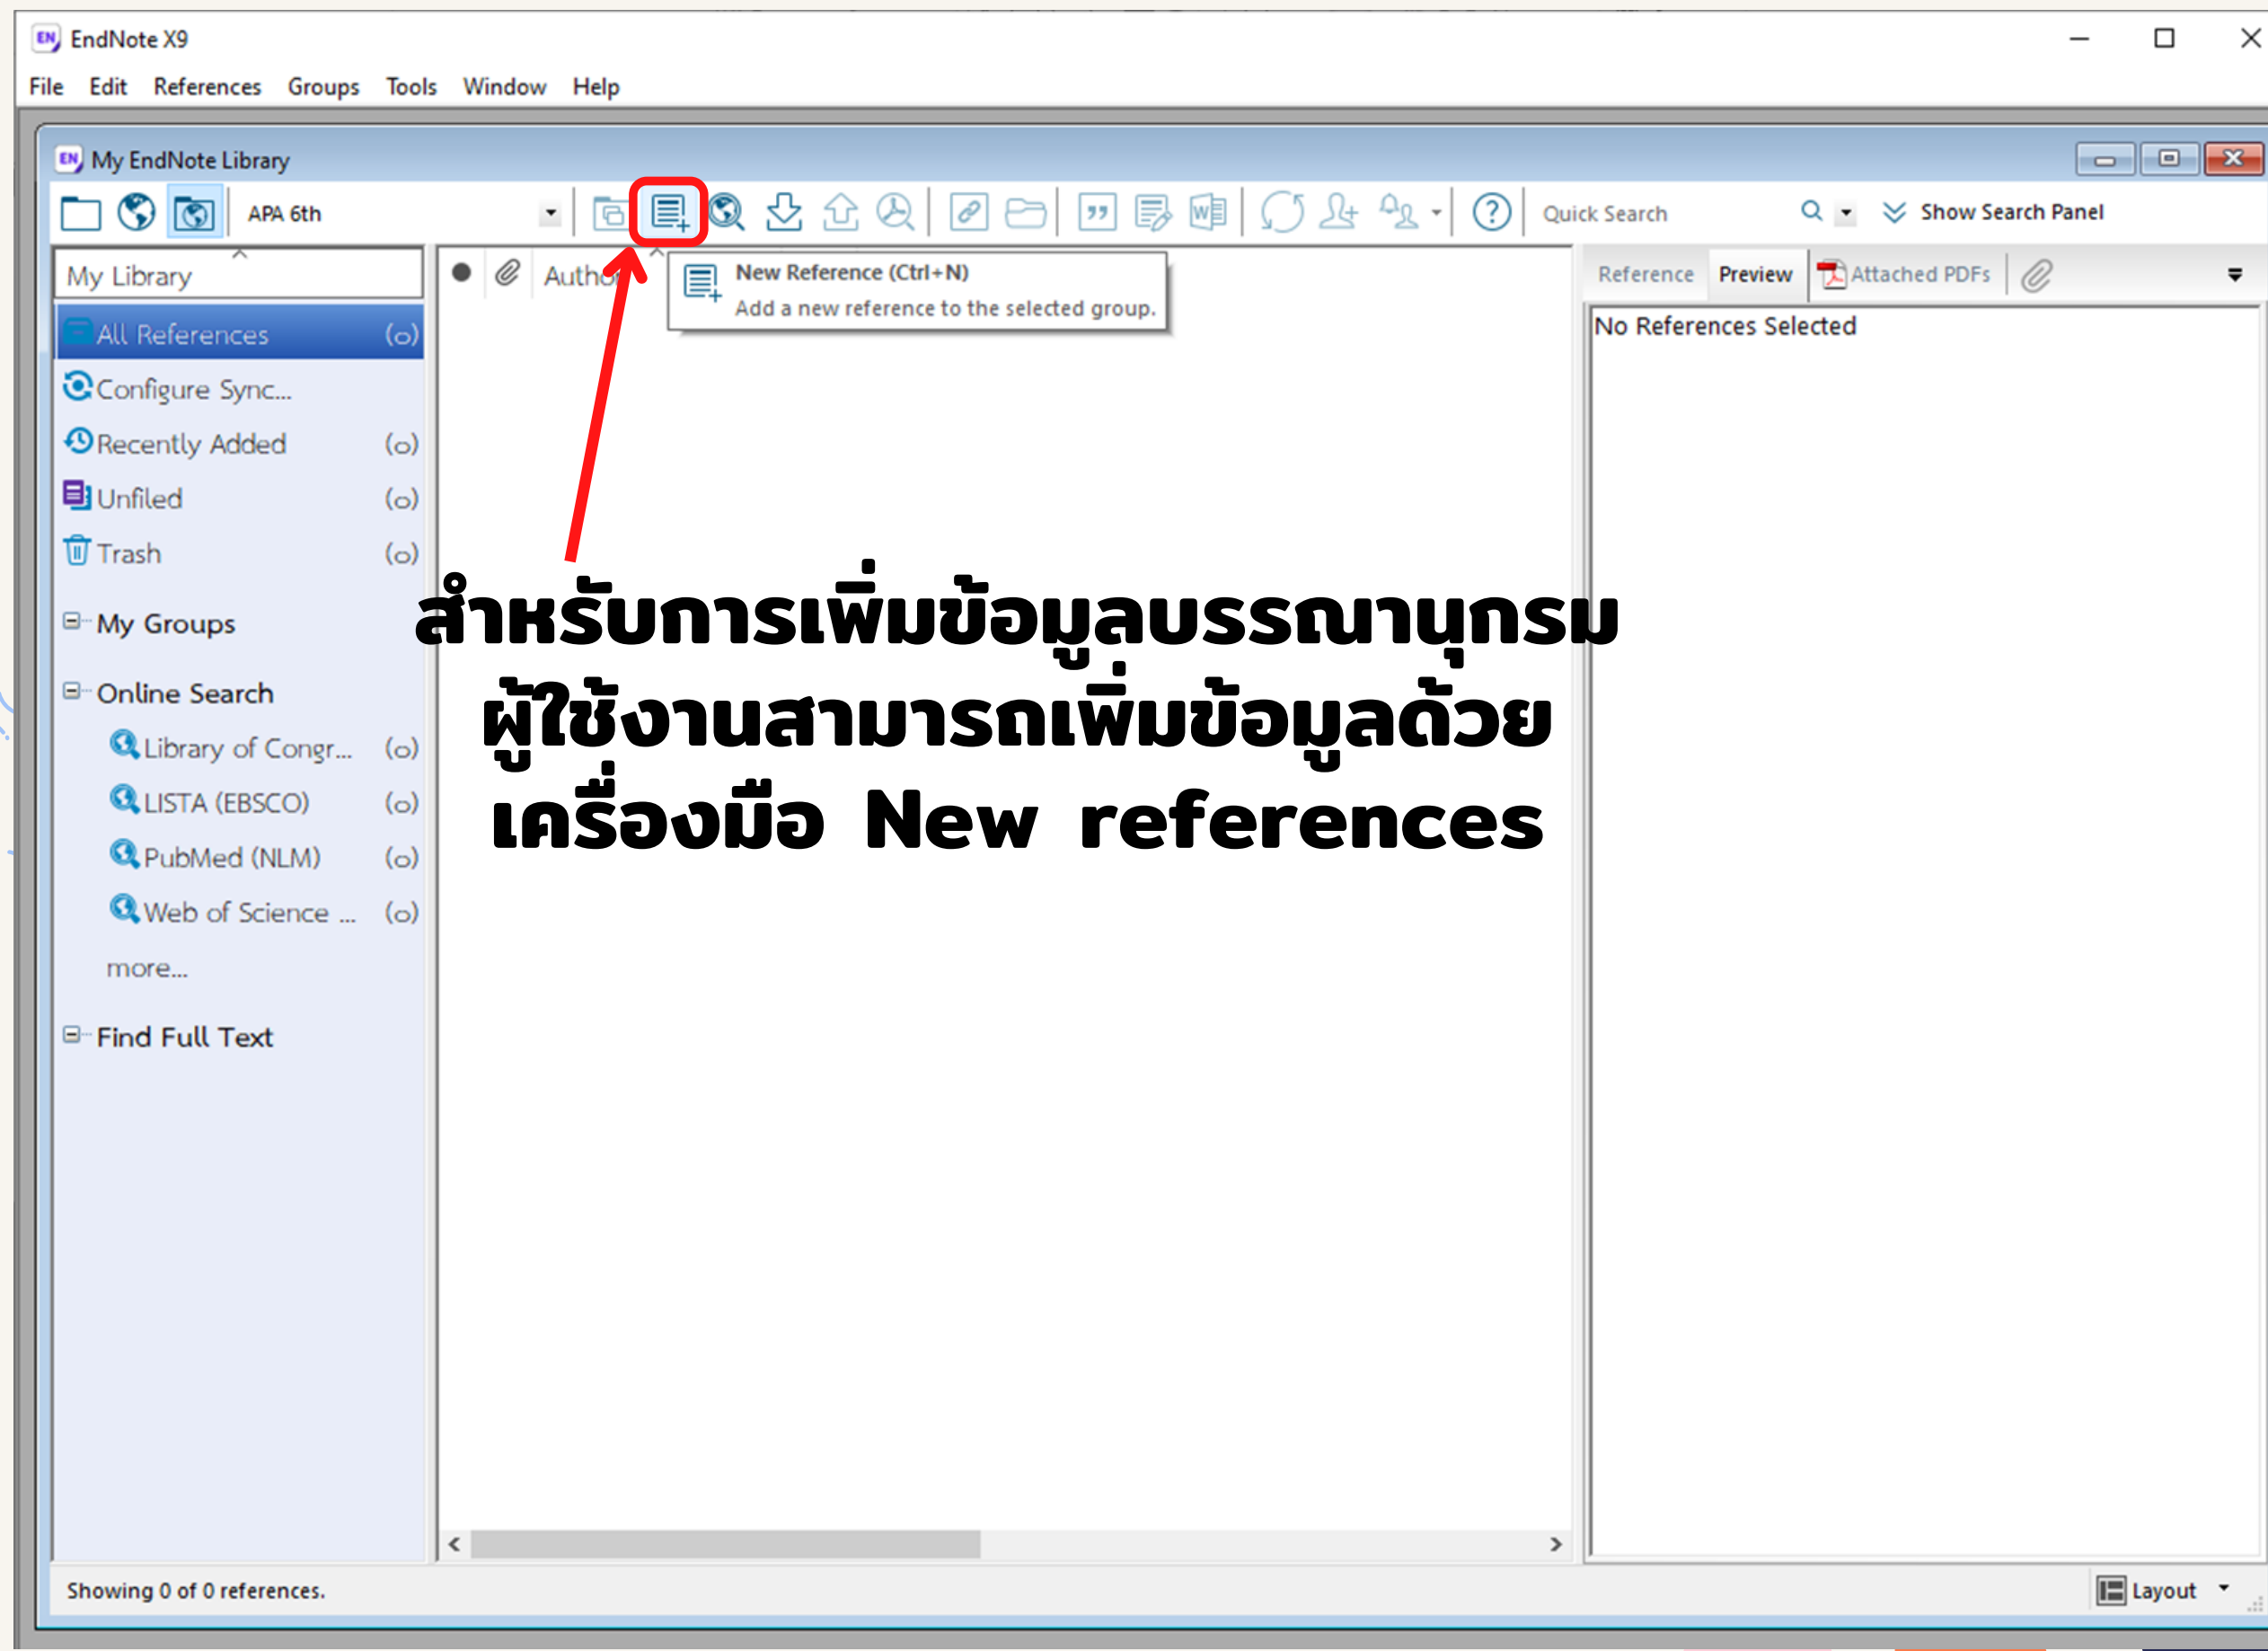 EndNote X9
File Edit References Groups Tools Window Help
My EndNote Library
APA 6th
Quick Search
Show Search Panel
My Library
Author
New Reference (Ctrl+N)
Add a new reference to the selected group.
Reference Preview Attached PDFs
No References Selected
All References (0)
Configure Sync...
Recently Added (0)
Unfiled (0)
Trash (0)
My Groups
Online Search
Library of Congr... (0)
LISTA (EBSCO) (0)
PubMed (NLM) (0)
Web of Science ... (0)
more...
Find Full Text
สำหรับการเพิ่มข้อมูลบรรณานุกรม
ผู้ใช้งานสามารถเพิ่มข้อมูลด้วย
เครื่องมือ New references
Showing 0 of 0 references.
Layout